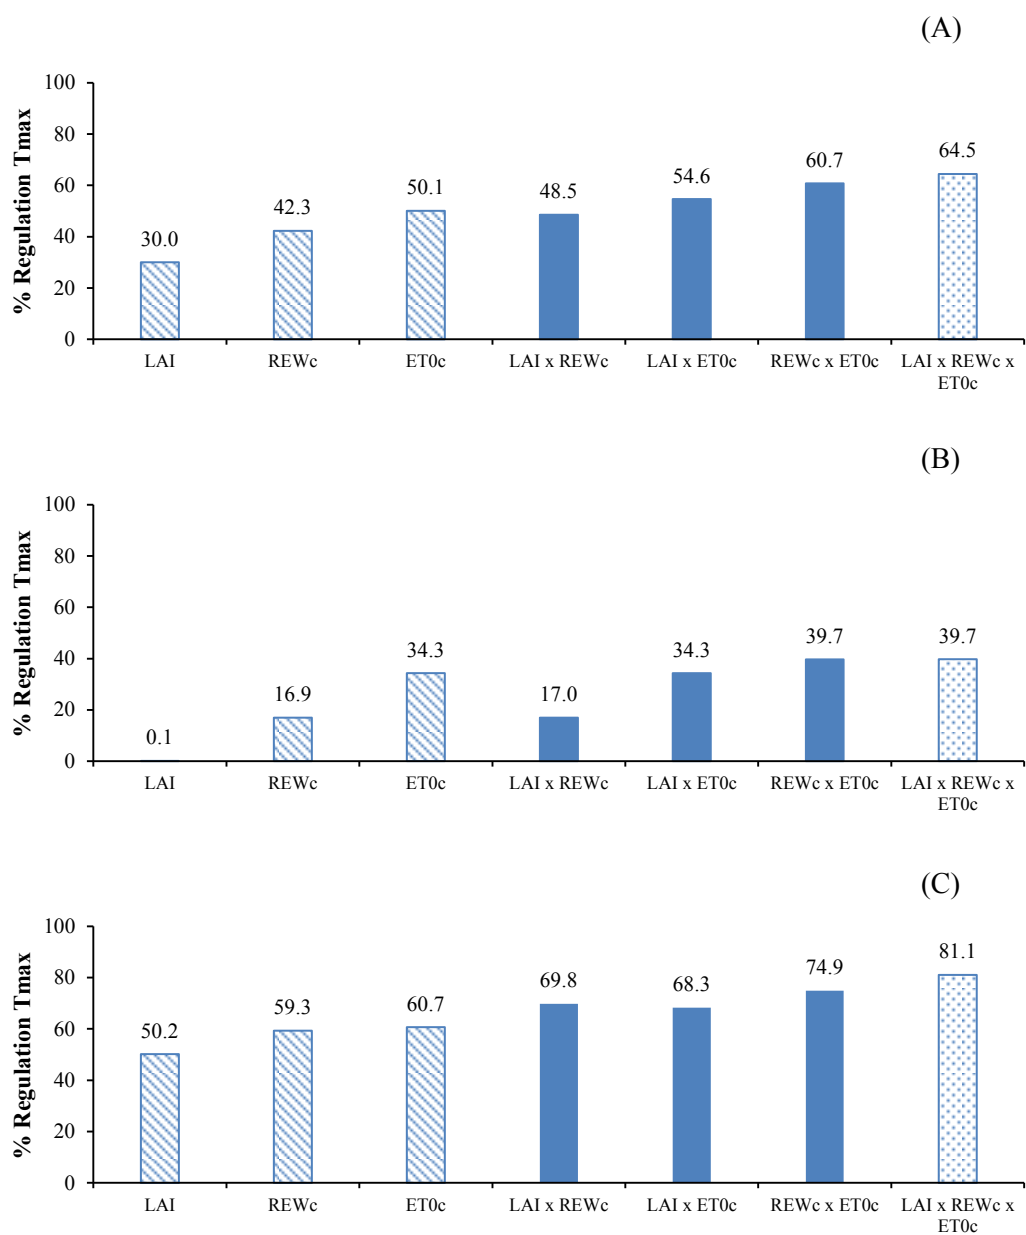 (A)
% Regulation Tmax
100
80
60
40
20
0
30.0
42.3
50.1
48.5
54.6
60.7
64.5
LAI
REWc
ET0c
LAI x REWc
LAI x ET0c
REWc x ET0c
LAI x REWc x
ET0c
(B)
% Regulation Tmax
100
80
60
40
20
0
0.1
16.9
34.3
17.0
34.3
39.7
39.7
LAI
REWc
ET0c
LAI x REWc
LAI x ET0c
REWc x ET0c
LAI x REWc x
ET0c
(C)
% Regulation Tmax
100
80
60
40
20
0
50.2
59.3
60.7
69.8
68.3
74.9
81.1
LAI
REWc
ET0c
LAI x REWc
LAI x ET0c
REWc x ET0c
LAI x REWc x
ET0c